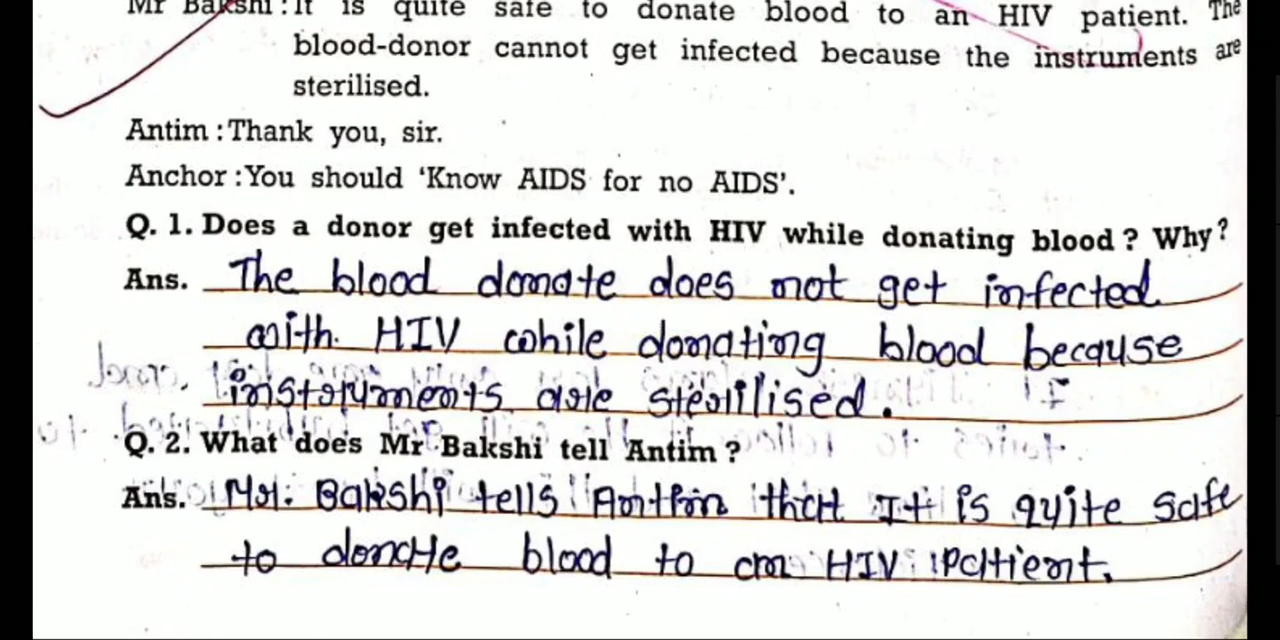 Mr Bakshi : It is quite safe to donate blood to an HIV patient. The
blood-donor cannot get infected because the instruments are
sterilised.
Antim : Thank you, sir.
Anchor : You should 'Know AIDS for no AIDS'.
Q. 1. Does a donor get infected with HIV while donating blood ? Why ?
Ans. The blood donate does not get infected
with HIV while donating blood because
instruments are sterilised.
Q. 2. What does Mr Bakshi tell Antim ?
Ans. Mr. Bakshi tells Antim that It is quite safe
to donate blood to an HIV patient.